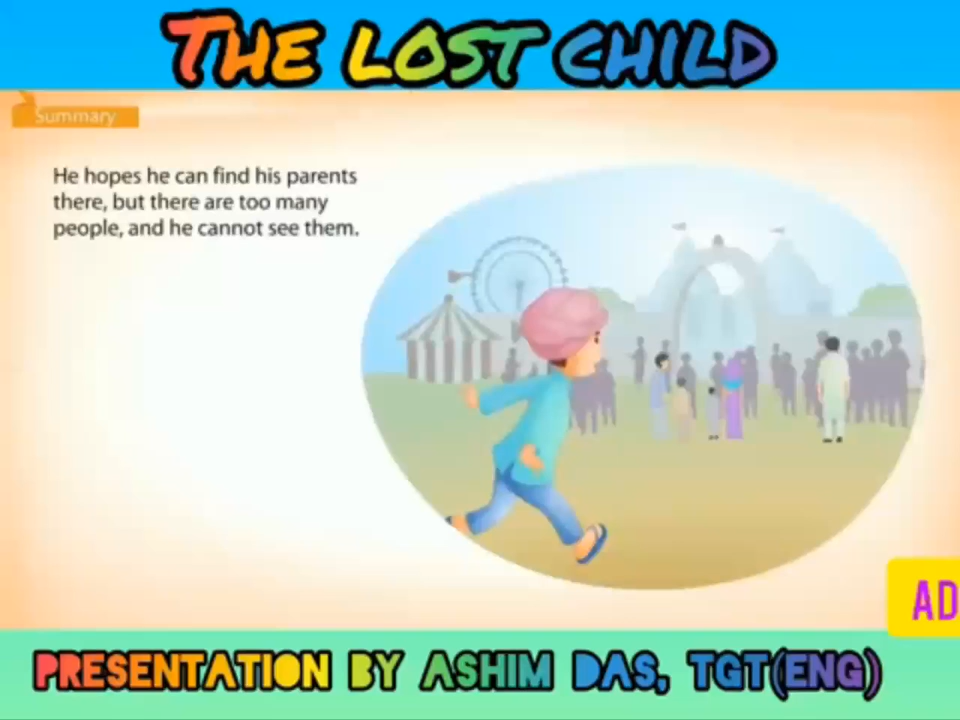 THE LOST CHILD
Summary
He hopes he can find his parents
there, but there are too many
people, and he cannot see them.
AD
PRESENTATION BY ASHIM DAS, TGT(ENG)